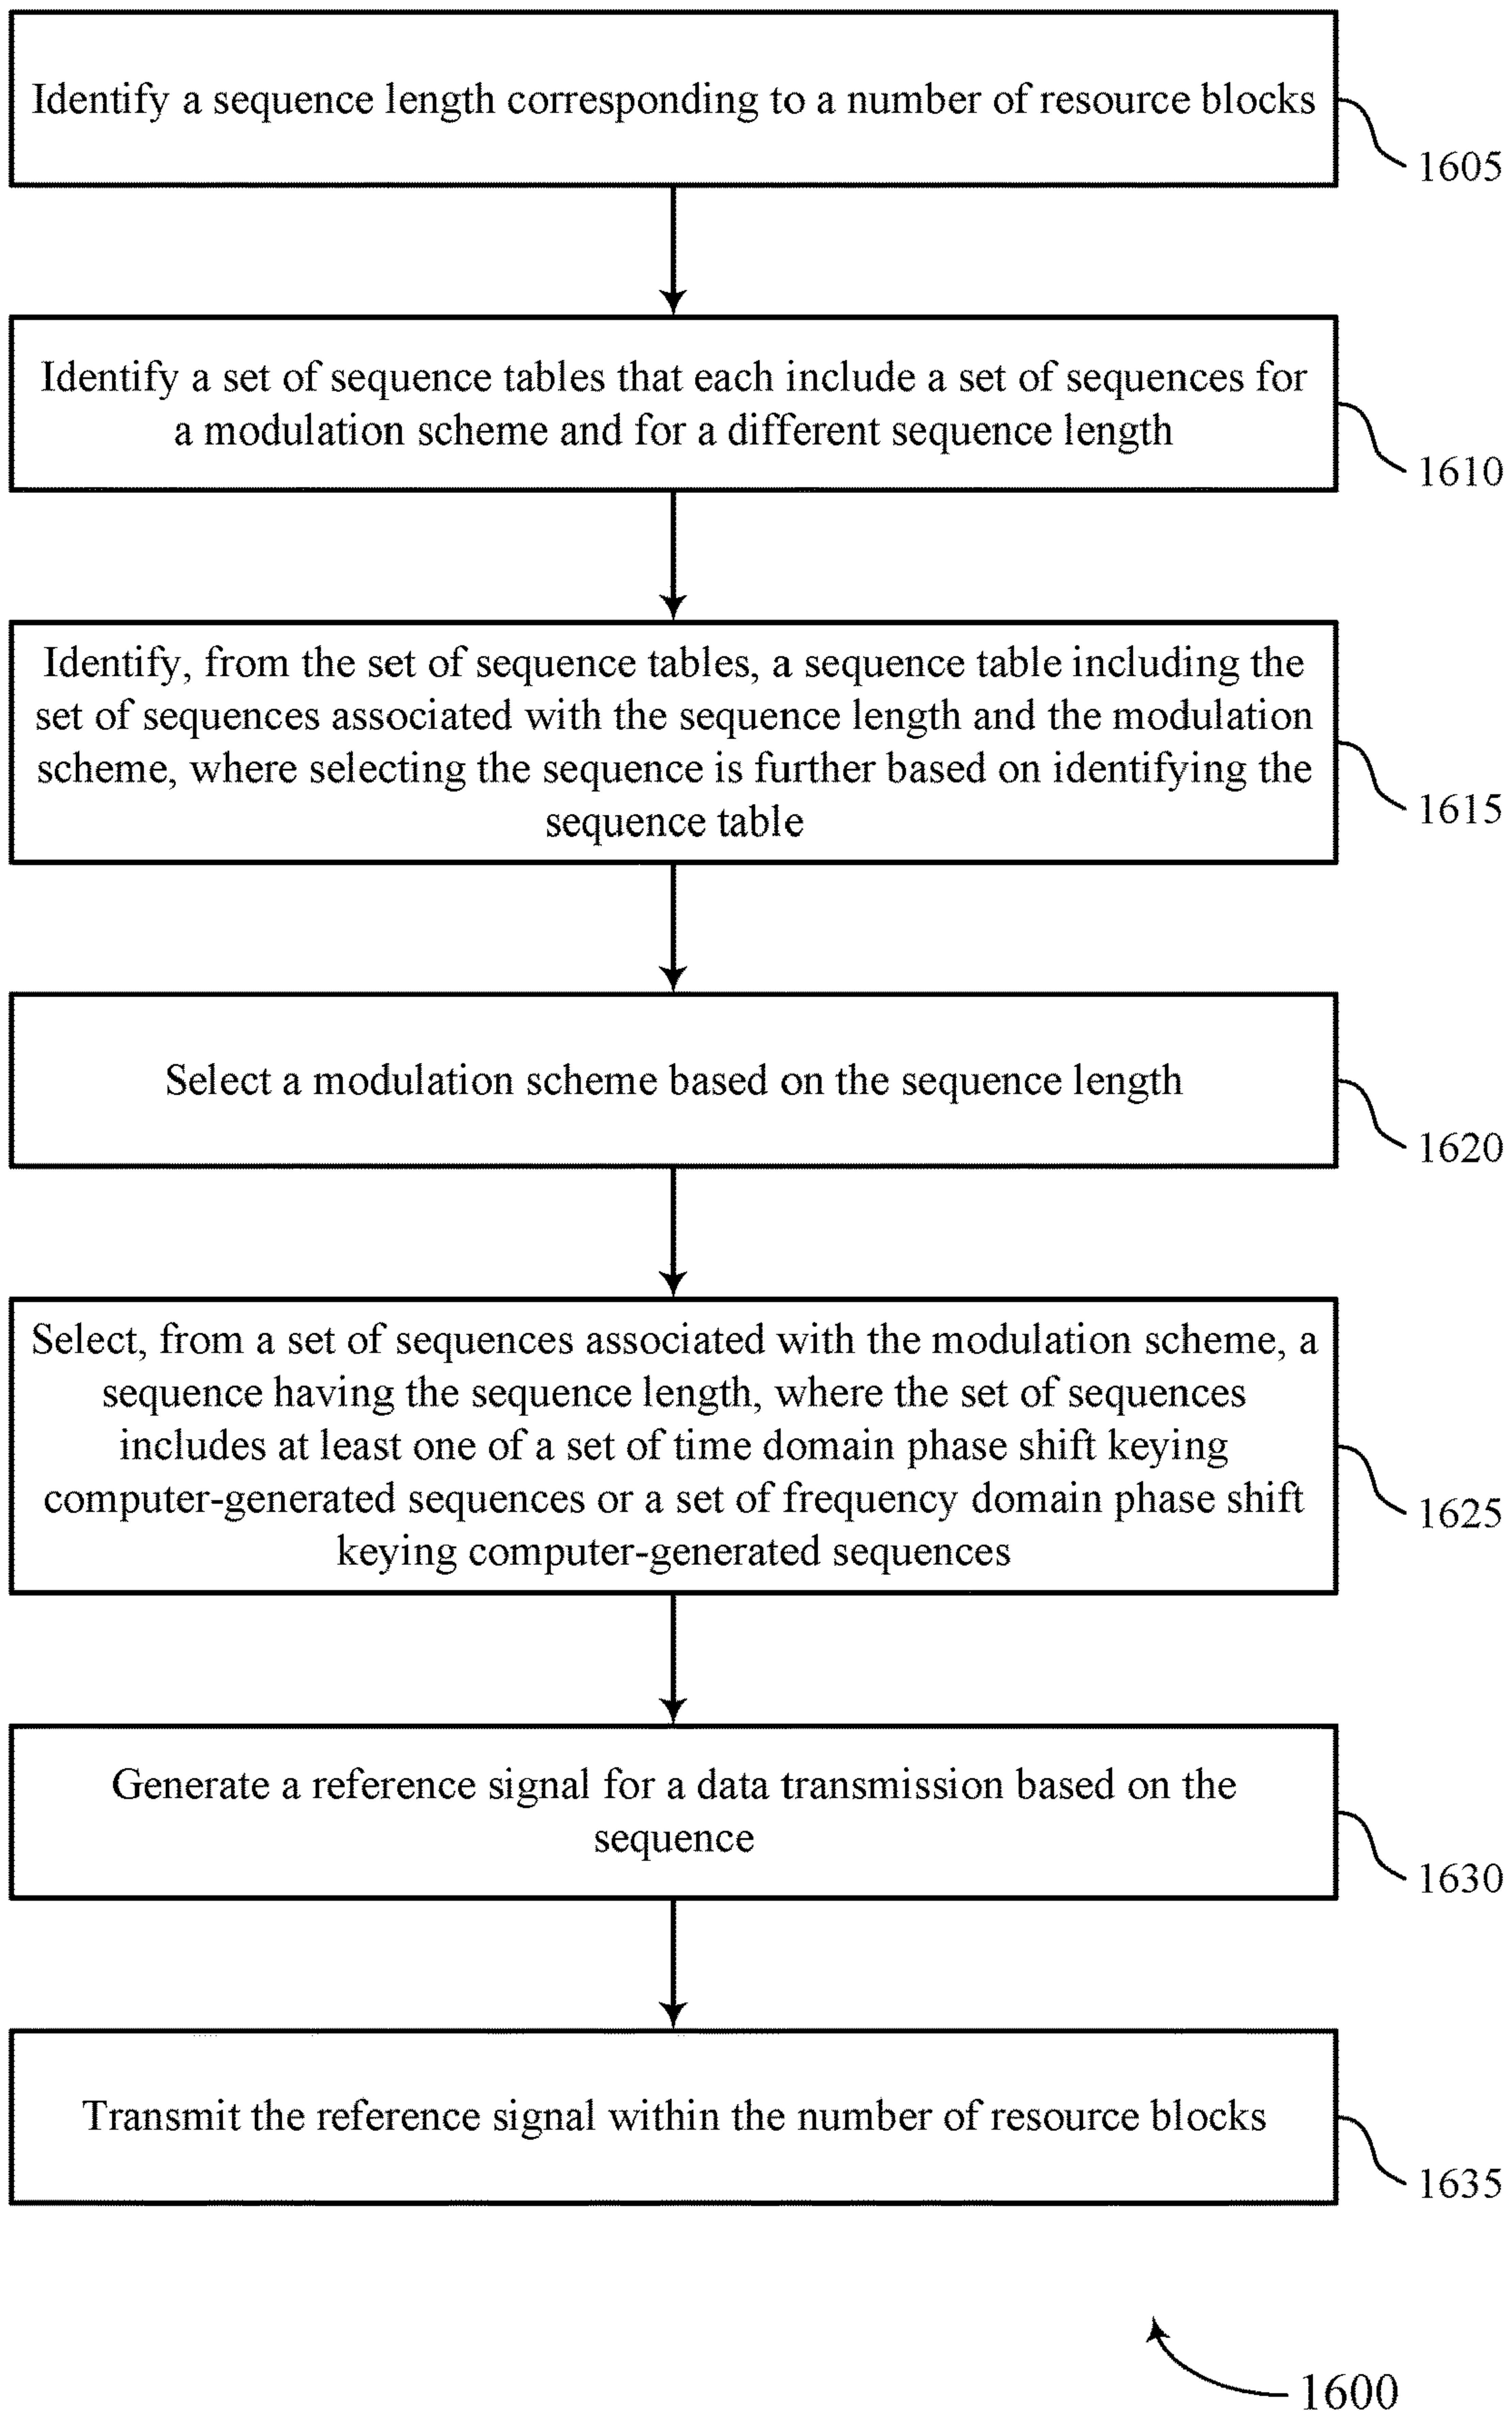 Identify a sequence length corresponding to a number of resource blocks
1605
Identify a set of sequence tables that each include a set of sequences for
a modulation scheme and for a different sequence length
1610
Identify, from the set of sequence tables, a sequence table including the
set of sequences associated with the sequence length and the modulation
scheme, where selecting the sequence is further based on identifying the
sequence table
1615
Select a modulation scheme based on the sequence length
1620
Select, from a set of sequences associated with the modulation scheme, a
sequence having the sequence length, where the set of sequences
includes at least one of a set of time domain phase shift keying
computer-generated sequences or a set of frequency domain phase shift
keying computer-generated sequences
1625
Generate a reference signal for a data transmission based on the
sequence
1630
Transmit the reference signal within the number of resource blocks
1635
1600